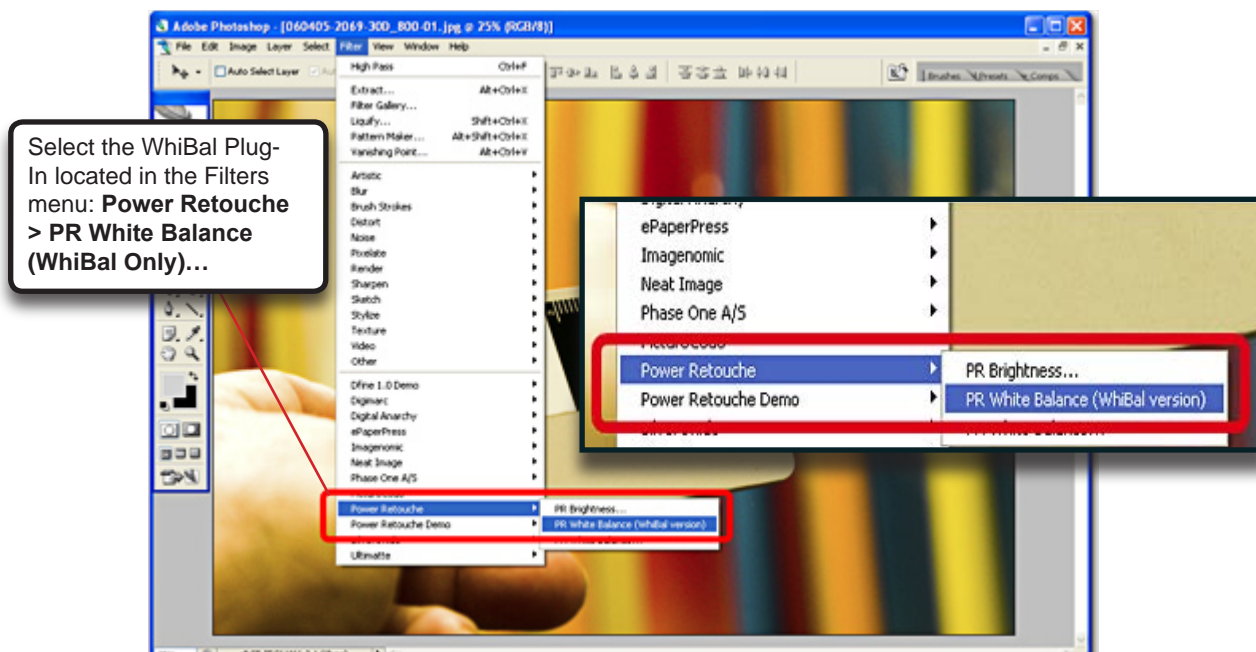 Adobe Photoshop - [060405-2069-300_B00-01.jpg @ 25% (RGB/8)]
File Edit Image Layer Select Filter View Window Help
Auto Select Layer
Brushes Presets Comps
High Pass Ctrl+F
Extract... Alt+Ctrl+X
Filter Gallery...
Liquify... Shift+Ctrl+X
Pattern Maker... Alt+Shift+Ctrl+X
Vanishing Point... Alt+Ctrl+V
Artistic
Blur
Brush Strokes
Distort
Noise
Pixelate
Render
Sharpen
Sketch
Stylize
Texture
Video
Other
Dfine 1.0 Demo
Digimarc
Digital Anarchy
ePaperPress
Imagenomic
Neat Image
Phase One A/S
Power Retouche
Power Retouche Demo
Ultimatte
PR Brightness...
PR White Balance (WhiBal version)
Select the WhiBal Plug-
In located in the Filters
menu: Power Retouche
> PR White Balance
(WhiBal Only)…
ePaperPress
Imagenomic
Neat Image
Phase One A/S
Power Retouche
Power Retouche Demo
PR Brightness...
PR White Balance (WhiBal version)